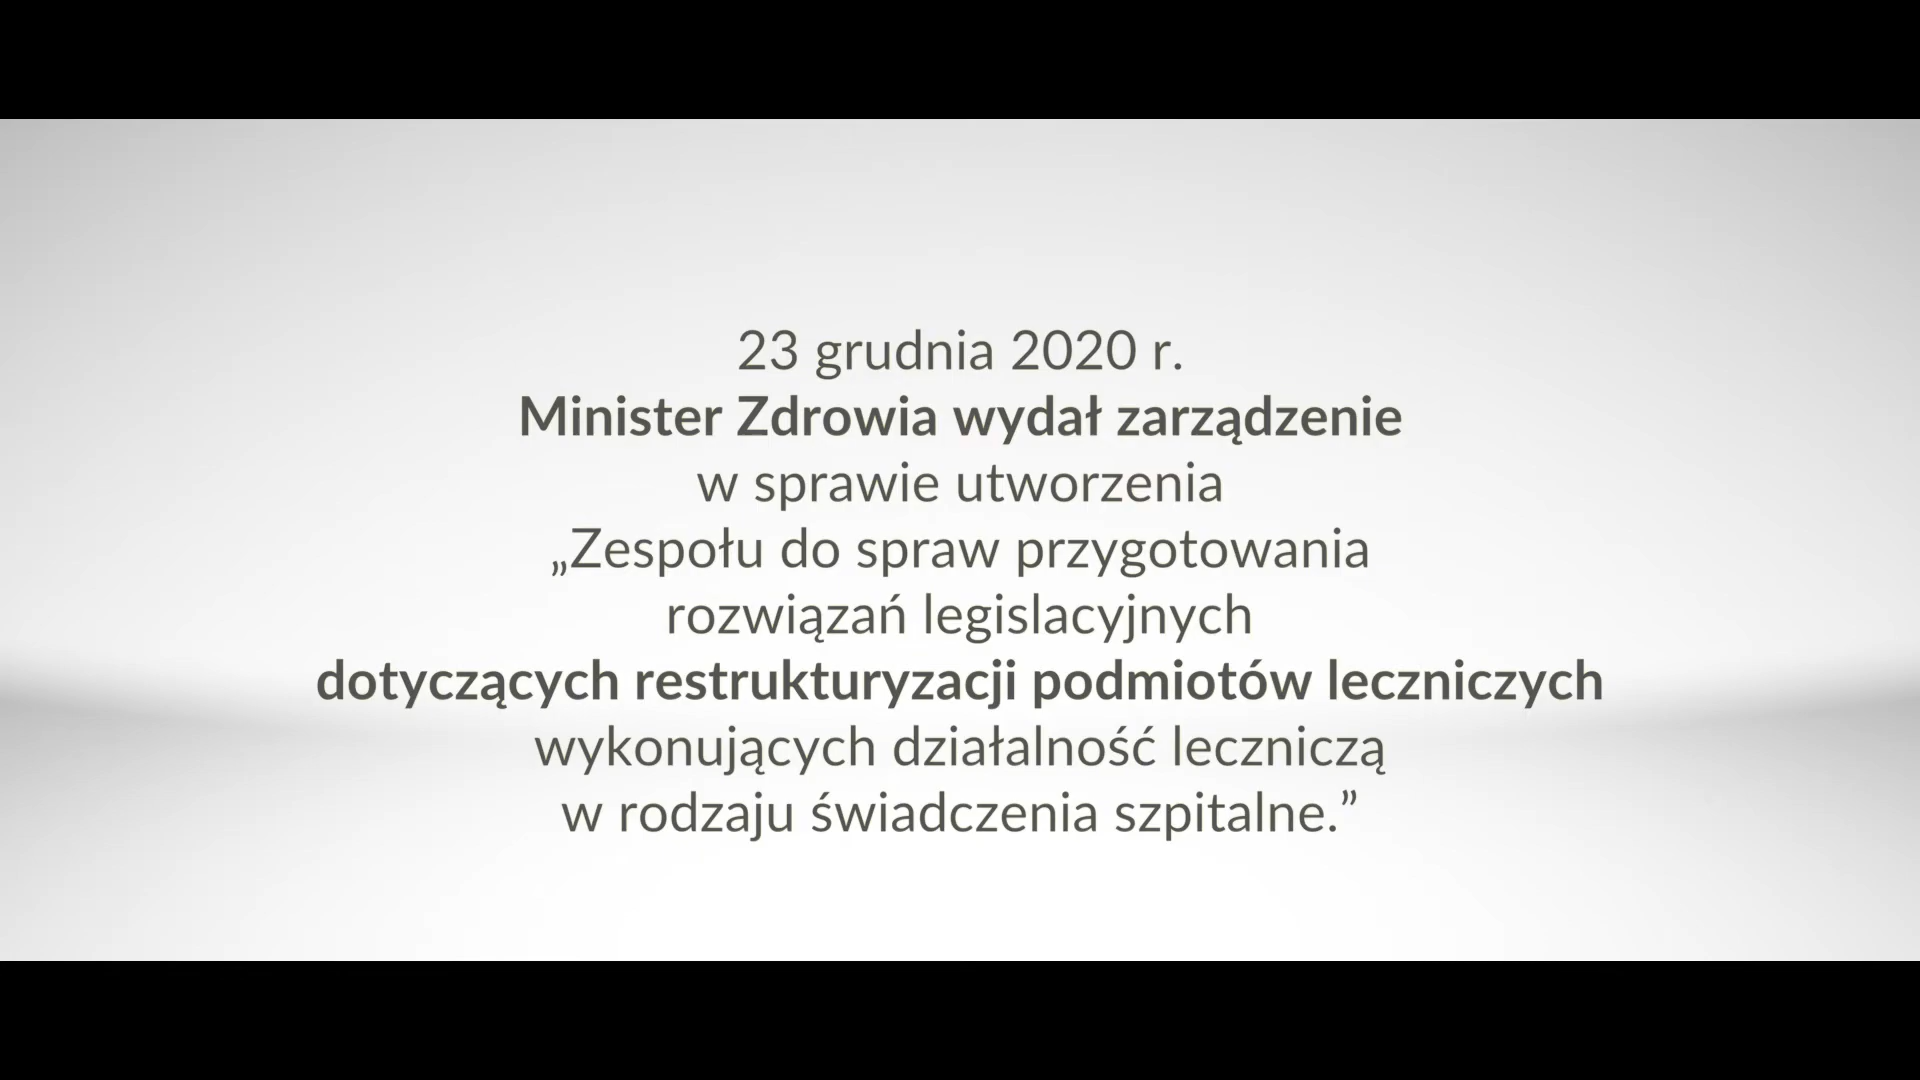 23 grudnia 2020 r.
Minister Zdrowia wydał zarządzenie
w sprawie utworzenia
„Zespołu do spraw przygotowania
rozwiązań legislacyjnych
dotyczących restrukturyzacji podmiotów leczniczych
wykonujących działalność leczniczą
w rodzaju świadczenia szpitalne.”